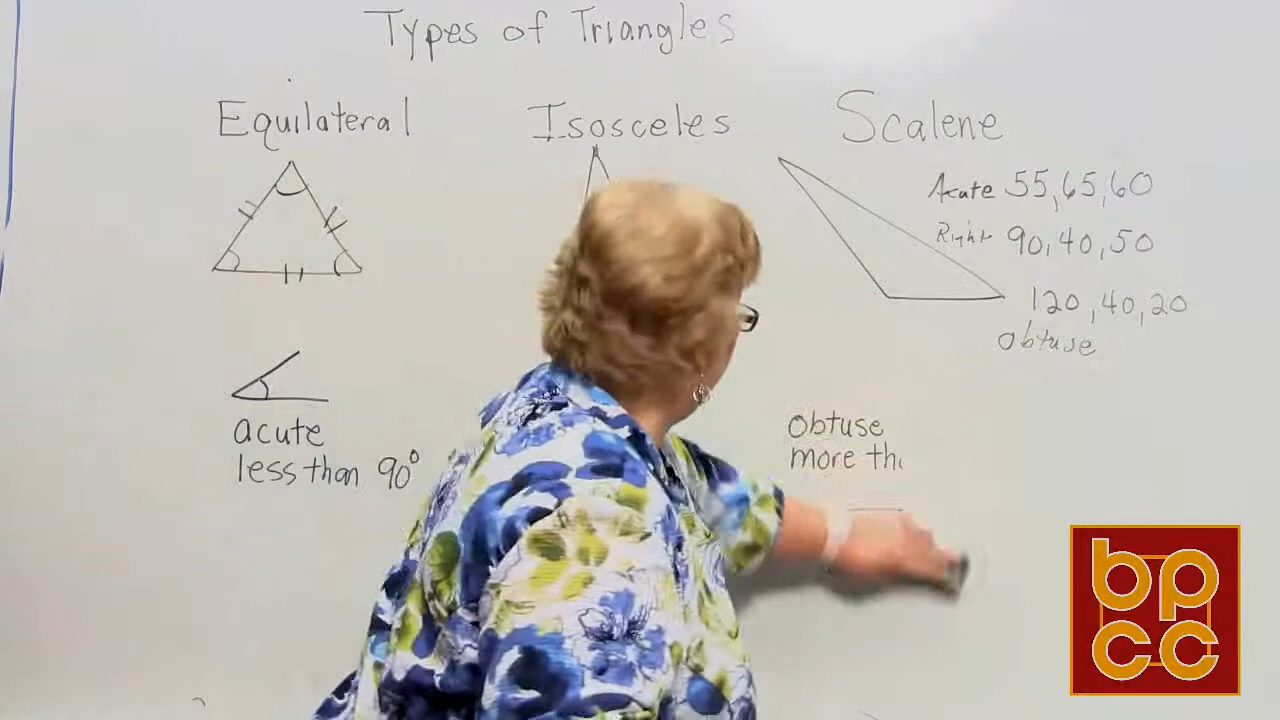 Types of Triangles
Equilateral
Isosceles
Scalene
Acute 55, 65, 60
Right 90, 40, 50
120, 40, 20
obtuse
acute
less than 90°
obtuse
more
bp
cc